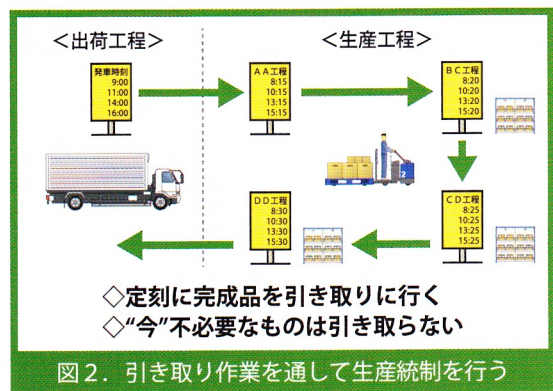 ＜出荷工程＞
＜生産工程＞
発車時刻
9:00
11:00
14:00
16:00
ＡＡ工程
8:15
10:15
13:15
15:15
ＢＣ工程
8:20
10:20
13:20
15:20
ＤＤ工程
8:30
10:30
13:30
15:30
ＣＤ工程
8:25
10:25
13:25
15:25
2
◇定刻に完成品を引き取りに行く
◇“今”不必要なものは引き取らない
図２．引き取り作業を通して生産統制を行う